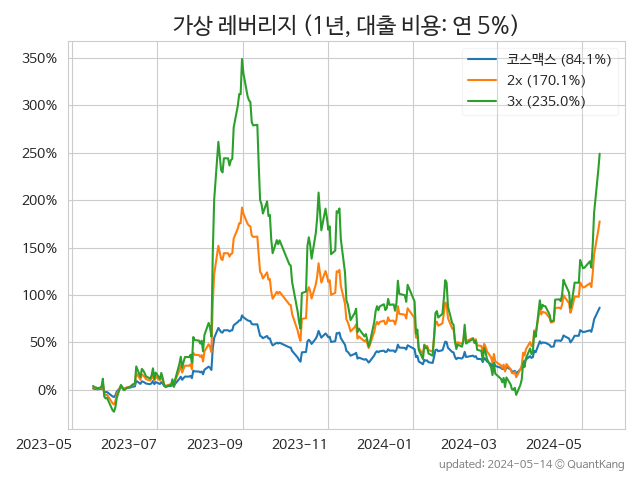 가상 레버리지 (1년, 대출 비용: 연 5%)
코스맥스 (84.1%)
2x (170.1%)
3x (235.0%)
350%
300%
250%
200%
150%
100%
50%
0%
2023-05 2023-07 2023-09 2023-11 2024-01 2024-03 2024-05
updated: 2024-05-14 © QuantKang